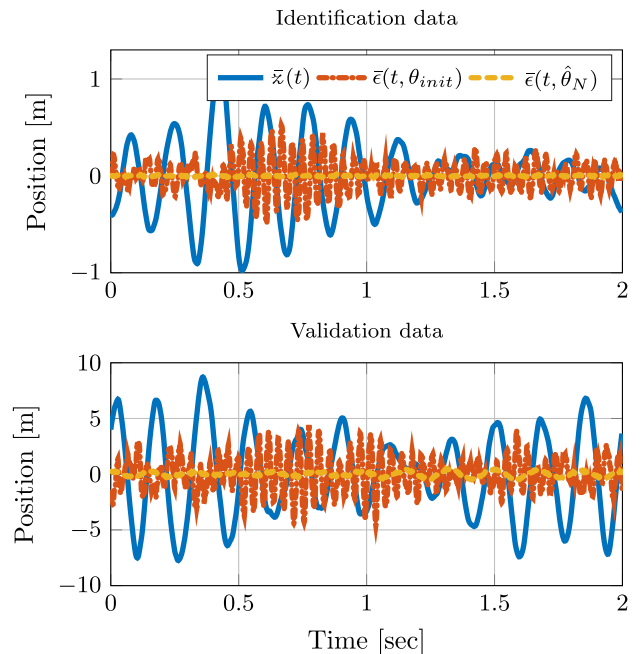 Identification data
z̄(t) ε̄(t, θ_init) ε̄(t, θ̂_N)
Position [m]
1
0
−1
0 0.5 1 1.5 2
Validation data
Position [m]
10
5
0
−5
−10
0 0.5 1 1.5 2
Time [sec]